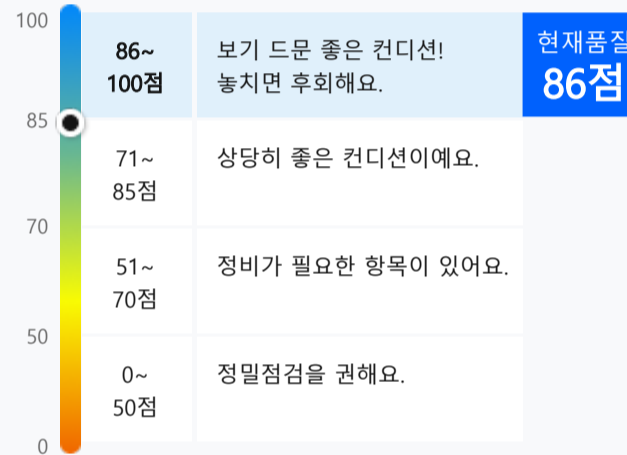 100
86~
100점
보기 드문 좋은 컨디션!
놓치면 후회해요.
현재품질
86점
85
71~
85점
상당히 좋은 컨디션이예요.
70
51~
70점
정비가 필요한 항목이 있어요.
50
0~
50점
정밀점검을 권해요.
0